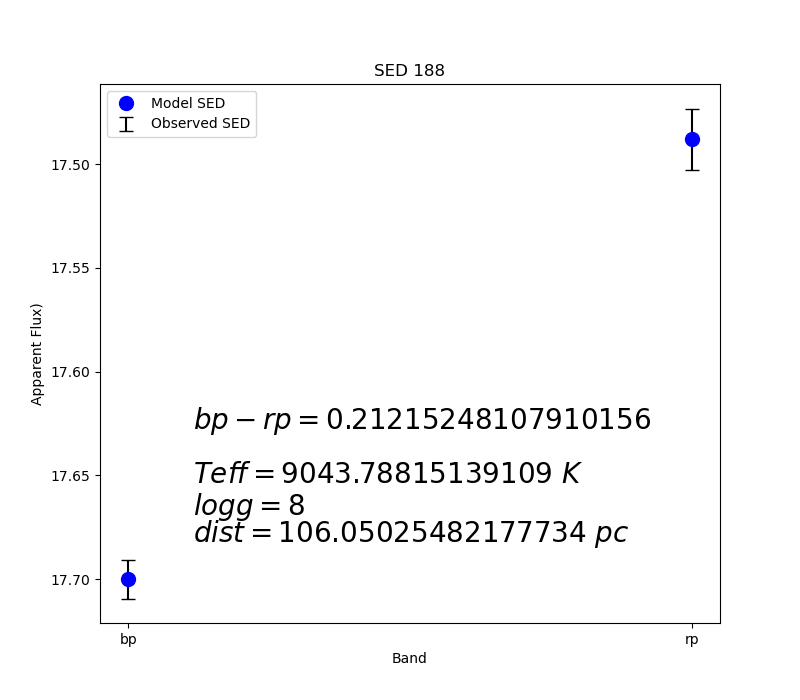 SED 188
Model SED
Observed SED
17.50
17.55
17.60
17.65
17.70
Apparent Flux)
bp − rp = 0.21215248107910156
Teff = 9043.78815139109 K
logg = 8
dist = 106.05025482177734 pc
bp
rp
Band